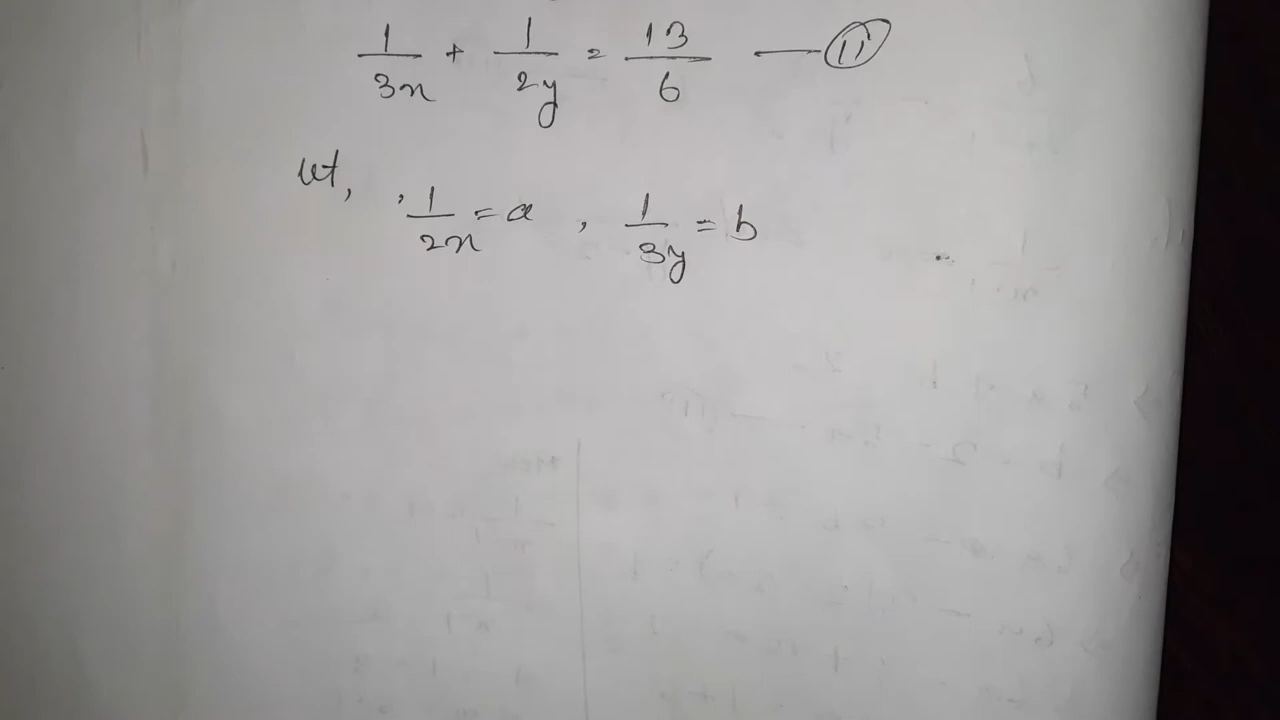 1/3x + 1/2y = 13/6 — (ii)
let, 1/2x = a , 1/3y = b